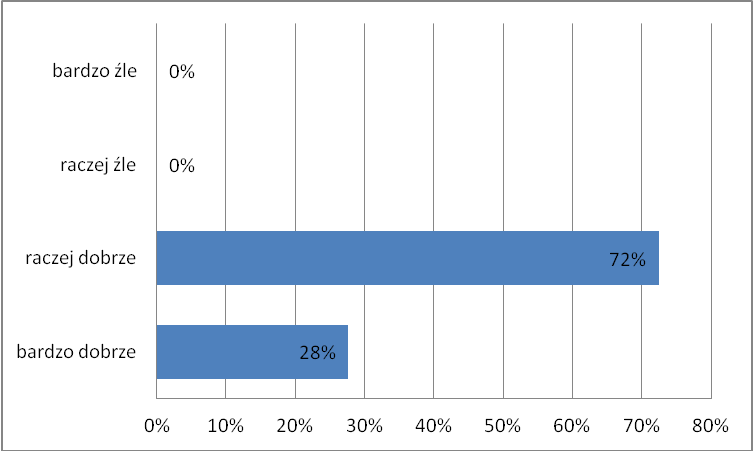 bardzo źle 0%
raczej źle 0%
raczej dobrze 72%
bardzo dobrze 28%
0% 10% 20% 30% 40% 50% 60% 70% 80%